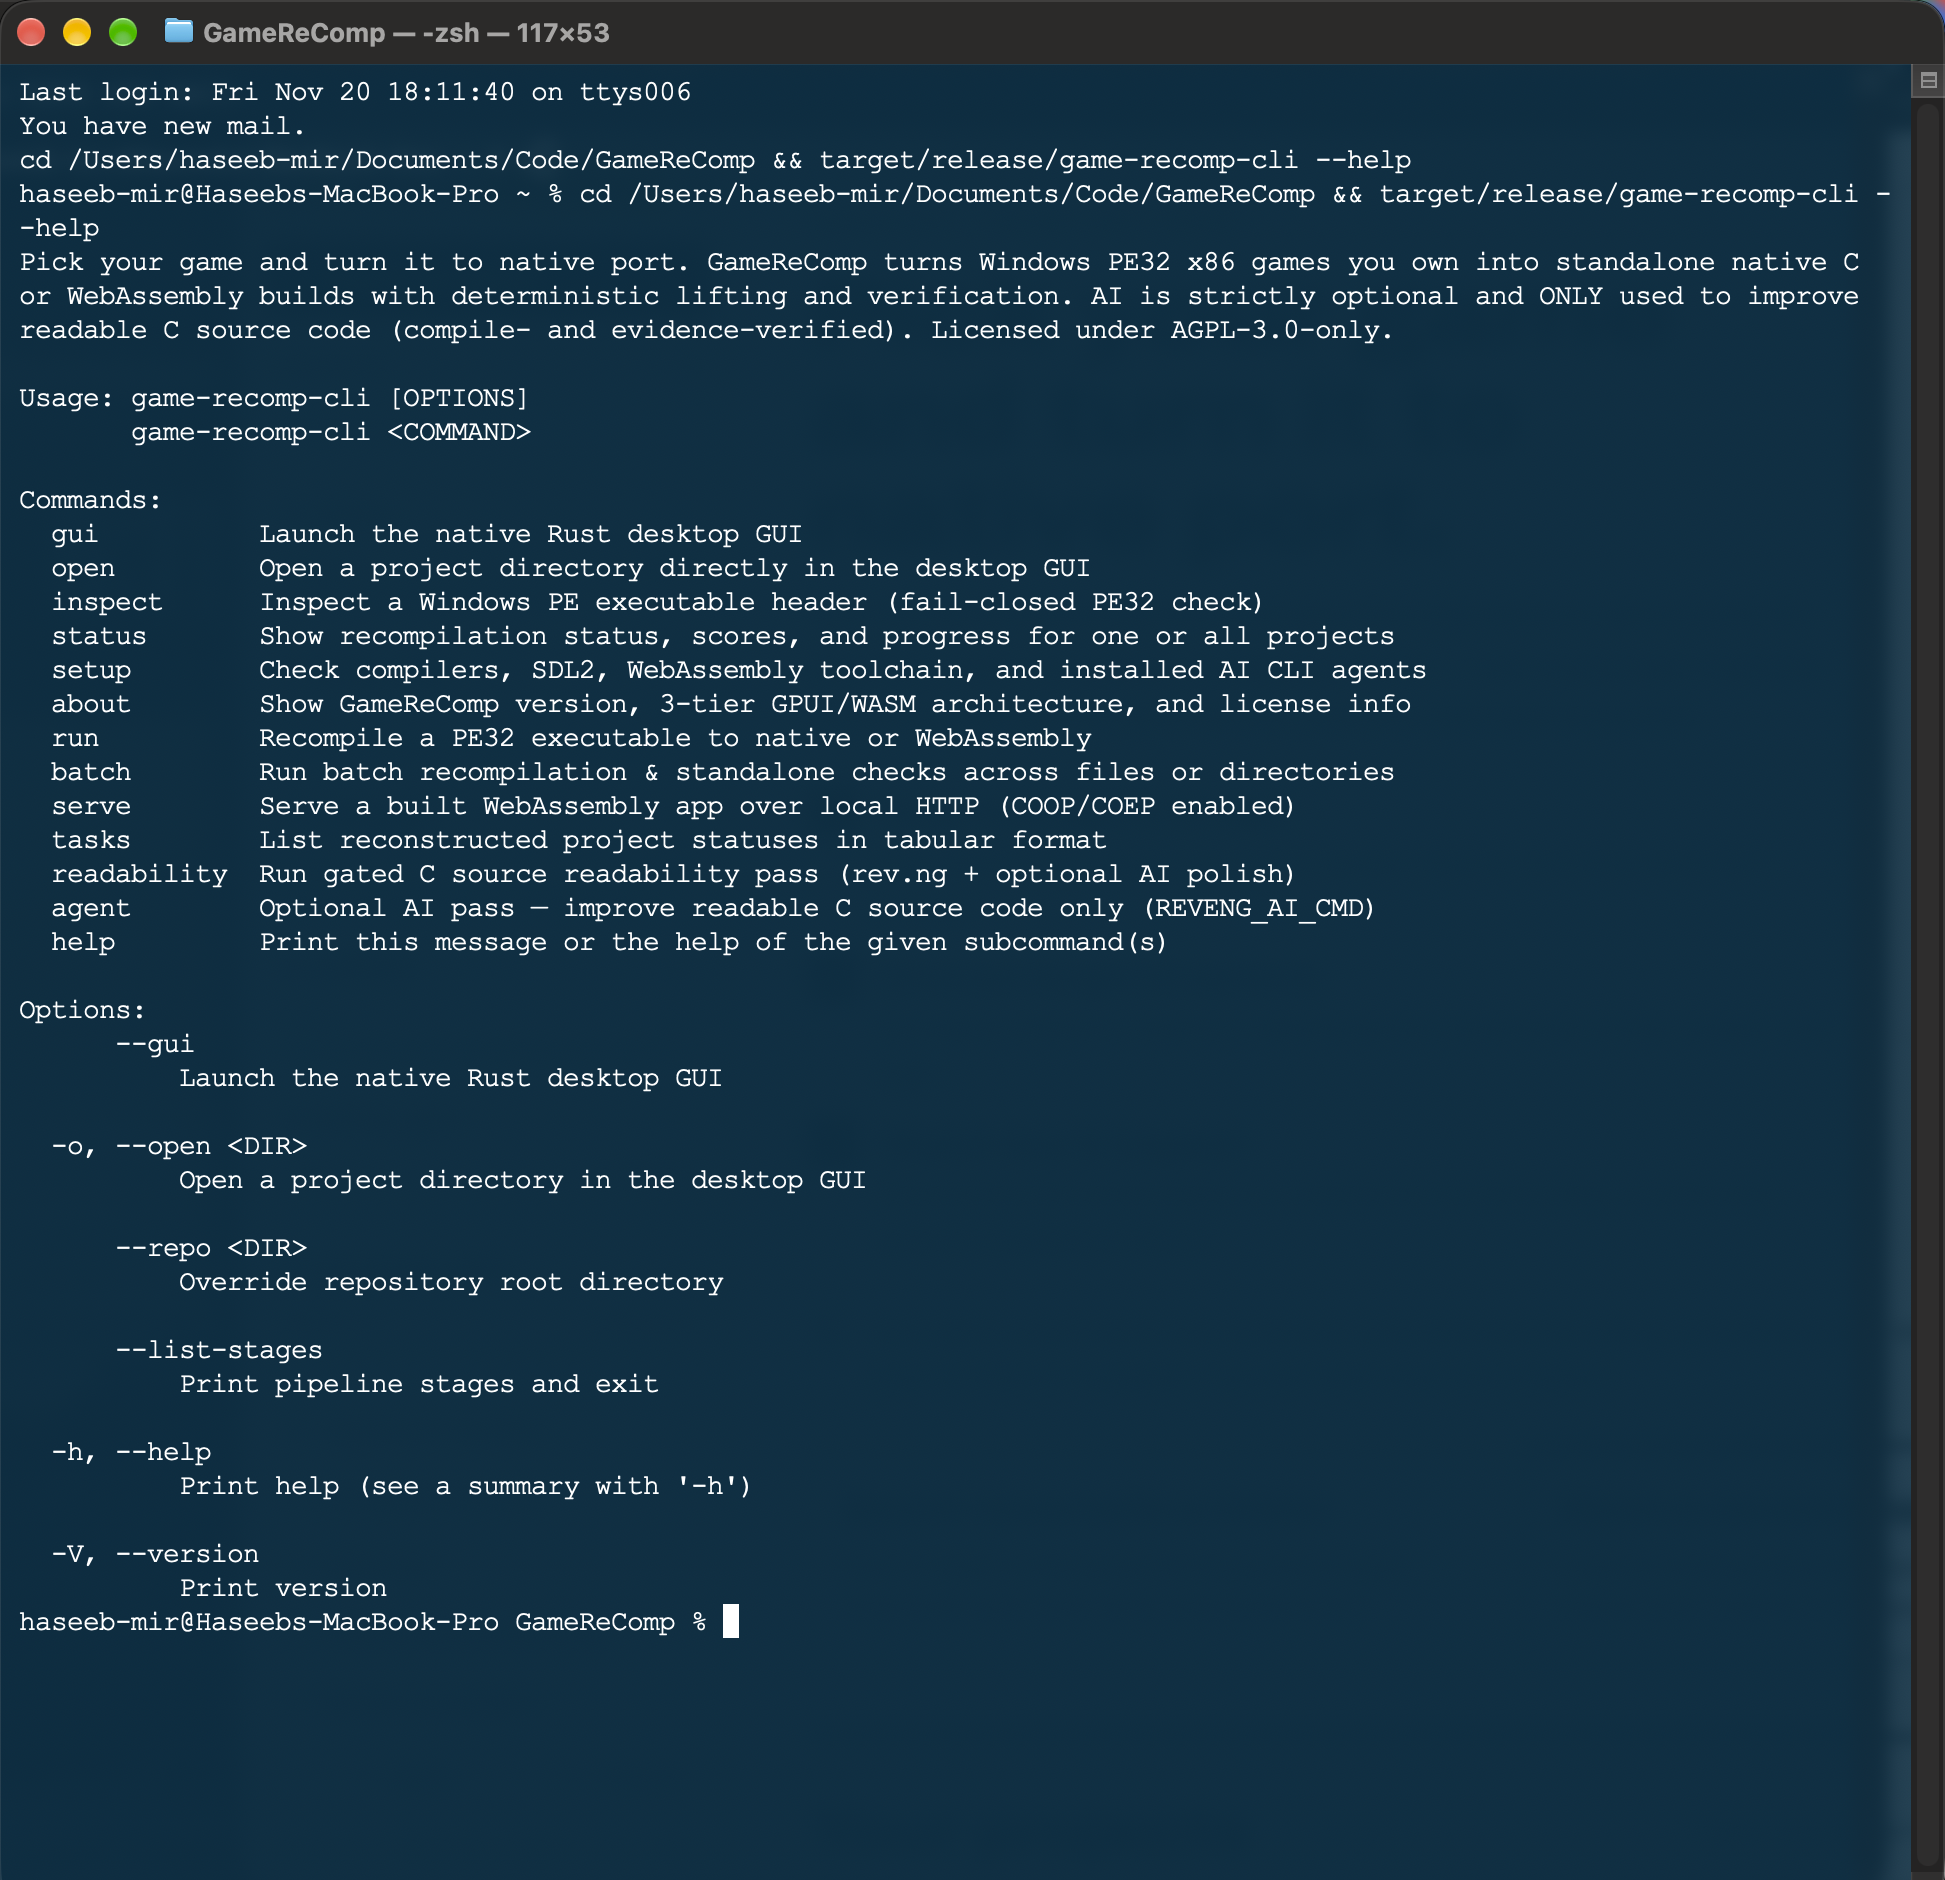 GameReComp — -zsh — 117×53
Last login: Fri Nov 20 18:11:40 on ttys006
You have new mail.
cd /Users/haseeb-mir/Documents/Code/GameReComp && target/release/game-recomp-cli --help
haseeb-mir@Haseebs-MacBook-Pro ~ % cd /Users/haseeb-mir/Documents/Code/GameReComp && target/release/game-recomp-cli -
-help
Pick your game and turn it to native port. GameReComp turns Windows PE32 x86 games you own into standalone native C
or WebAssembly builds with deterministic lifting and verification. AI is strictly optional and ONLY used to improve
readable C source code (compile- and evidence-verified). Licensed under AGPL-3.0-only.

Usage: game-recomp-cli [OPTIONS]
       game-recomp-cli <COMMAND>

Commands:
  gui          Launch the native Rust desktop GUI
  open         Open a project directory directly in the desktop GUI
  inspect      Inspect a Windows PE executable header (fail-closed PE32 check)
  status       Show recompilation status, scores, and progress for one or all projects
  setup        Check compilers, SDL2, WebAssembly toolchain, and installed AI CLI agents
  about        Show GameReComp version, 3-tier GPUI/WASM architecture, and license info
  run          Recompile a PE32 executable to native or WebAssembly
  batch        Run batch recompilation & standalone checks across files or directories
  serve        Serve a built WebAssembly app over local HTTP (COOP/COEP enabled)
  tasks        List reconstructed project statuses in tabular format
  readability  Run gated C source readability pass (rev.ng + optional AI polish)
  agent        Optional AI pass — improve readable C source code only (REVENG_AI_CMD)
  help         Print this message or the help of the given subcommand(s)

Options:
      --gui
          Launch the native Rust desktop GUI

  -o, --open <DIR>
          Open a project directory in the desktop GUI

      --repo <DIR>
          Override repository root directory

      --list-stages
          Print pipeline stages and exit

  -h, --help
          Print help (see a summary with '-h')

  -V, --version
          Print version
haseeb-mir@Haseebs-MacBook-Pro GameReComp %